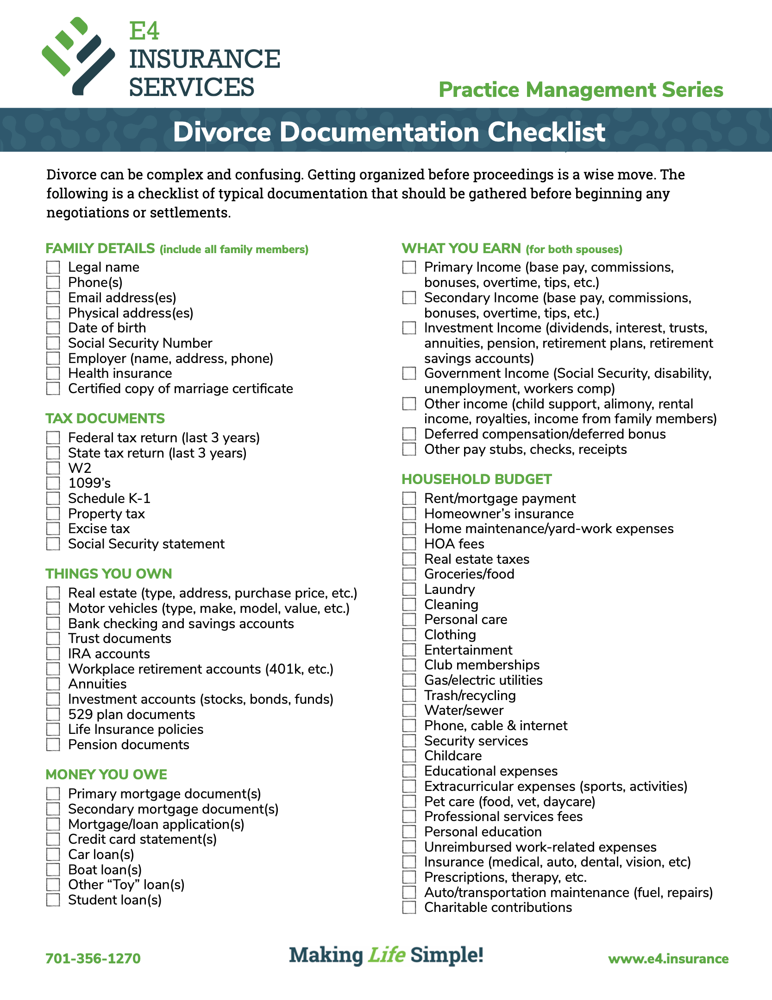 E4
INSURANCE
SERVICES
Practice Management Series
Divorce Documentation Checklist
Divorce can be complex and confusing. Getting organized before proceedings is a wise move. The
following is a checklist of typical documentation that should be gathered before beginning any
negotiations or settlements.
FAMILY DETAILS (include all family members)
Legal name
Phone(s)
Email address(es)
Physical address(es)
Date of birth
Social Security Number
Employer (name, address, phone)
Health insurance
Certified copy of marriage certificate
TAX DOCUMENTS
Federal tax return (last 3 years)
State tax return (last 3 years)
W2
1099’s
Schedule K-1
Property tax
Excise tax
Social Security statement
THINGS YOU OWN
Real estate (type, address, purchase price, etc.)
Motor vehicles (type, make, model, value, etc.)
Bank checking and savings accounts
Trust documents
IRA accounts
Workplace retirement accounts (401k, etc.)
Annuities
Investment accounts (stocks, bonds, funds)
529 plan documents
Life Insurance policies
Pension documents
MONEY YOU OWE
Primary mortgage document(s)
Secondary mortgage document(s)
Mortgage/loan application(s)
Credit card statement(s)
Car loan(s)
Boat loan(s)
Other “Toy” loan(s)
Student loan(s)
WHAT YOU EARN (for both spouses)
Primary Income (base pay, commissions,
bonuses, overtime, tips, etc.)
Secondary Income (base pay, commissions,
bonuses, overtime, tips, etc.)
Investment Income (dividends, interest, trusts,
annuities, pension, retirement plans, retirement
savings accounts)
Government Income (Social Security, disability,
unemployment, workers comp)
Other income (child support, alimony, rental
income, royalties, income from family members)
Deferred compensation/deferred bonus
Other pay stubs, checks, receipts
HOUSEHOLD BUDGET
Rent/mortgage payment
Homeowner’s insurance
Home maintenance/yard-work expenses
HOA fees
Real estate taxes
Groceries/food
Laundry
Cleaning
Personal care
Clothing
Entertainment
Club memberships
Gas/electric utilities
Trash/recycling
Water/sewer
Phone, cable & internet
Security services
Childcare
Educational expenses
Extracurricular expenses (sports, activities)
Pet care (food, vet, daycare)
Professional services fees
Personal education
Unreimbursed work-related expenses
Insurance (medical, auto, dental, vision, etc)
Prescriptions, therapy, etc.
Auto/transportation maintenance (fuel, repairs)
Charitable contributions
701-356-1270
Making Life Simple!
www.e4.insurance